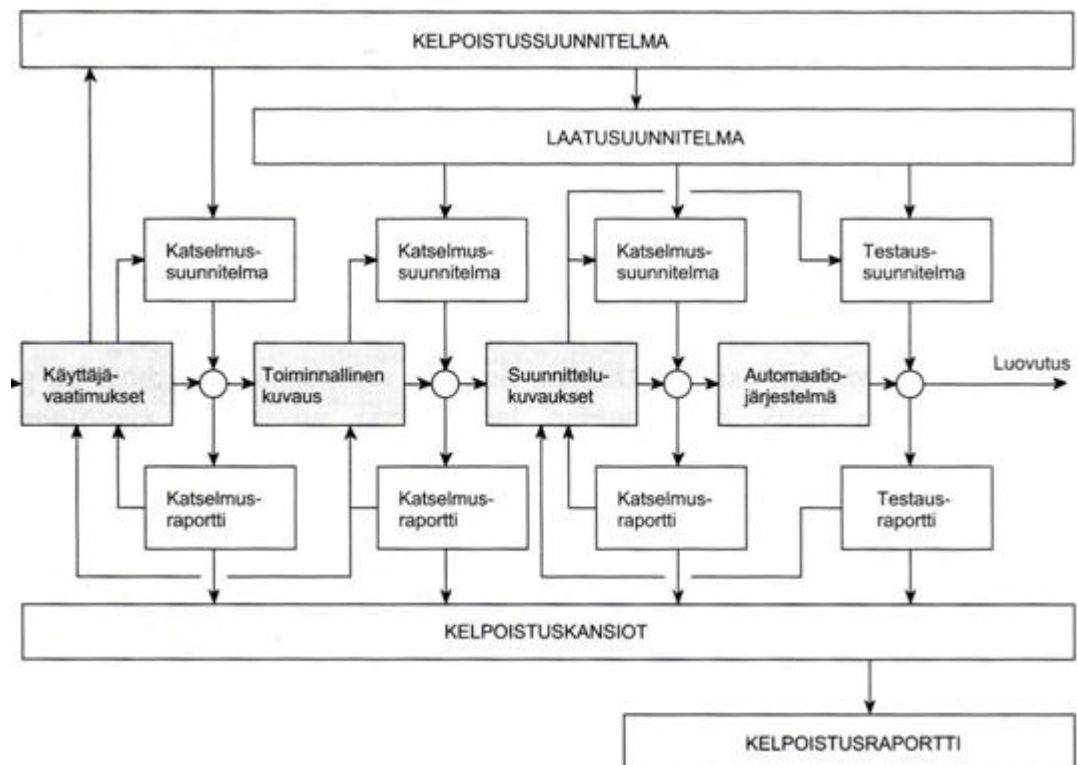 KELPOISTUSSUUNNITELMA
LAATUSUUNNITELMA
Katselmus-
suunnitelma
Katselmus-
suunnitelma
Katselmus-
suunnitelma
Testaus-
suunnitelma
Käyttäjä-
vaatimukset
Toiminnallinen
kuvaus
Suunnittelu-
kuvaukset
Automaatio-
järjestelmä
Luovutus
Katselmus-
raportti
Katselmus-
raportti
Katselmus-
raportti
Testaus-
raportti
KELPOISTUSKANSIOT
KELPOISTUSRAPORTTI